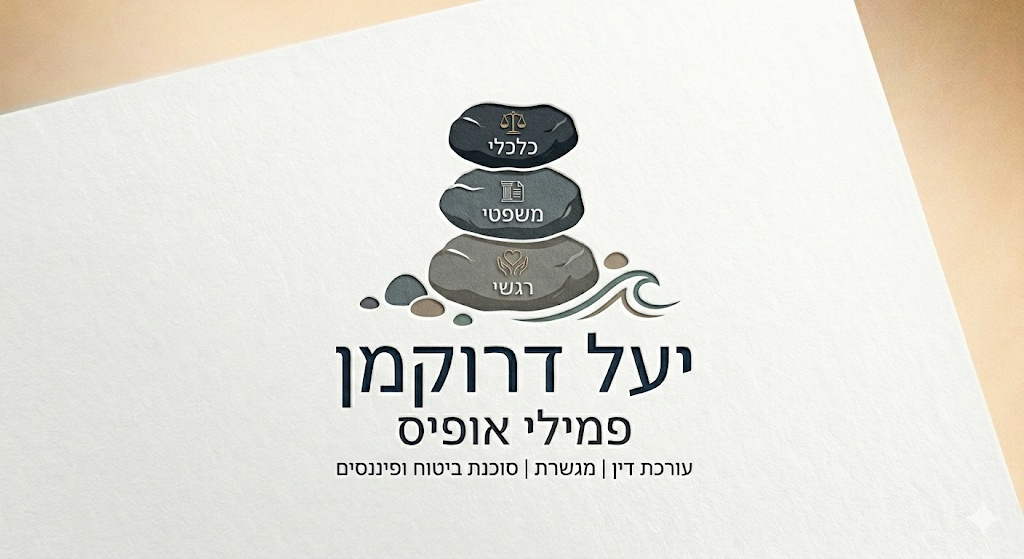 כלכלי
משפטי
רגשי
יעל דרוקמן
פמילי אופיס
עורכת דין | מגשרת | סוכנת ביטוח ופיננסים